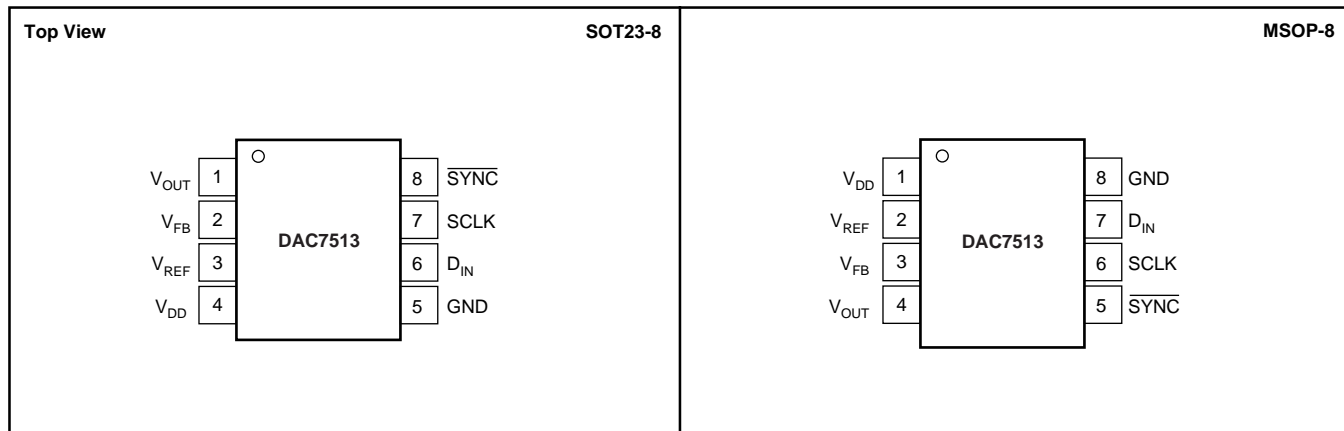 Top View SOT23-8
V_OUT 1 8 S̅Y̅N̅C̅
V_FB 2 7 SCLK
DAC7513
V_REF 3 6 D_IN
V_DD 4 5 GND
MSOP-8
V_DD 1 8 GND
V_REF 2 7 D_IN
DAC7513
V_FB 3 6 SCLK
V_OUT 4 5 S̅Y̅N̅C̅